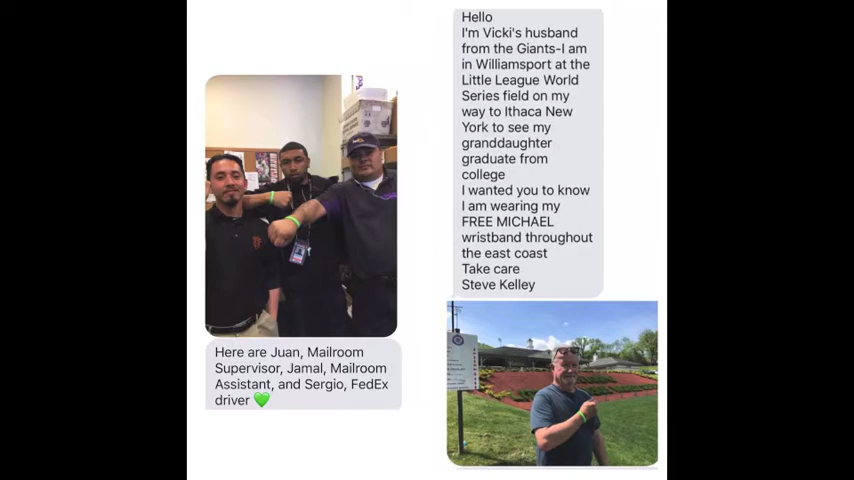 Here are Juan, Mailroom
Supervisor, Jamal, Mailroom
Assistant, and Sergio, FedEx
driver 💚
Hello
I'm Vicki's husband
from the Giants-I am
in Williamsport at the
Little League World
Series field on my
way to Ithaca New
York to see my
granddaughter
graduate from
college
I wanted you to know
I am wearing my
FREE MICHAEL
wristband throughout
the east coast
Take care
Steve Kelley